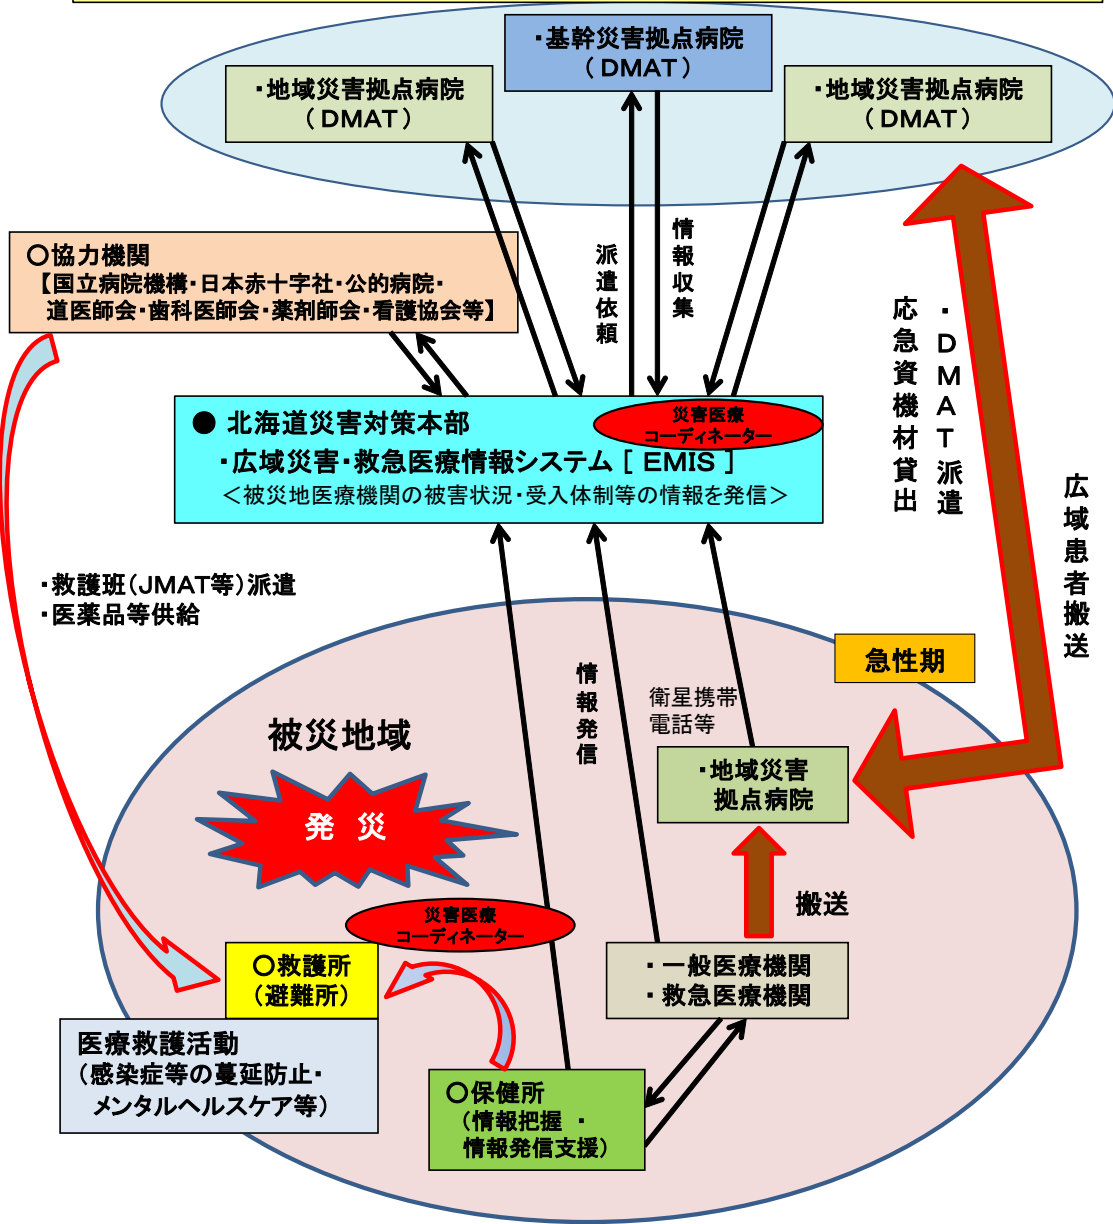 ・基幹災害拠点病院
（DMAT）
・地域災害拠点病院
（DMAT）
・地域災害拠点病院
（DMAT）
○協力機関
【国立病院機構・日本赤十字社・公的病院・
道医師会・歯科医師会・薬剤師会・看護協会等】
派遣依頼
情報収集
応急資機材貸出
・DMAT派遣
広域患者搬送
● 北海道災害対策本部
災害医療
コーディネーター
・広域災害・救急医療情報システム［ EMIS ］
＜被災地医療機関の被害状況・受入体制等の情報を発信＞
・救護班（JMAT等）派遣
・医薬品等供給
急性期
被災地域
情報発信
衛星携帯
電話等
・地域災害
拠点病院
発 災
搬送
災害医療
コーディネーター
○救護所
（避難所）
・一般医療機関
・救急医療機関
医療救護活動
（感染症等の蔓延防止・
メンタルヘルスケア等）
○保健所
（情報把握 ・
情報発信支援）